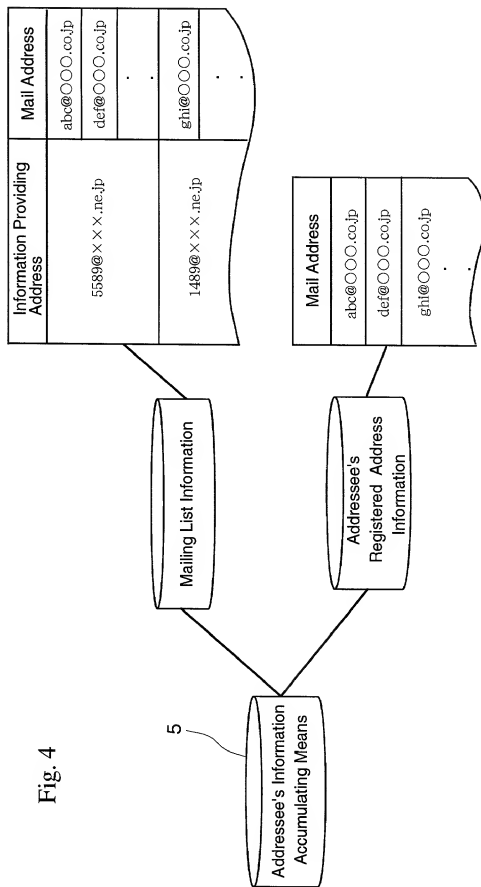 Fig. 4
5
Addressee's Information
Accumulating Means
Mailing List Information
Addressee's
Registered Address
Information
Information Providing
Address
Mail Address
5589@×××.ne.jp
abc@○○○.co.jp
def@○○○.co.jp
.
.
1489@×××.ne.jp
ghi@○○○.co.jp
.
.
Mail Address
abc@○○○.co.jp
def@○○○.co.jp
ghi@○○○.co.jp
.
.